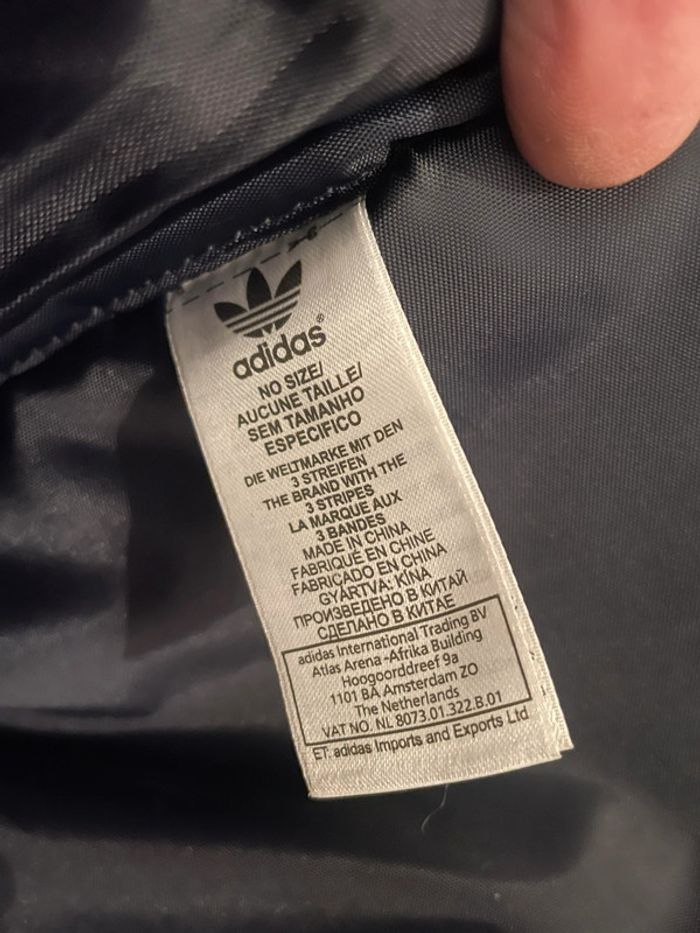 adidas®
NO SIZE/
AUCUNE TAILLE/
SEM TAMANHO
ESPECIFICO
DIE WELTMARKE MIT DEN
3 STREIFEN
THE BRAND WITH THE
3 STRIPES
LA MARQUE AUX
3 BANDES
MADE IN CHINA
FABRIQUÉ EN CHINE
FABRICADO EN CHINA
GYÁRTVA: KÍNA
ПРОИЗВЕДЕНО В КИТАЙ
СДЕЛАНО В КИТАЕ
adidas International Trading BV
Atlas Arena-Afrika Building
Hoogoorddreef 9a
1101 BA Amsterdam ZO
The Netherlands
VAT NO. NL 8073.01.322.B.01
ET: adidas Imports and Exports Ltd